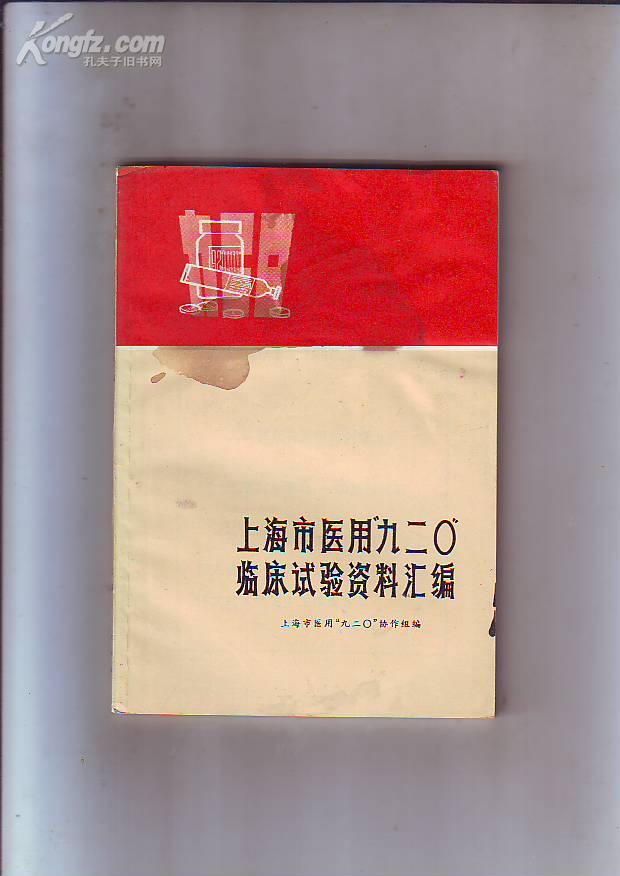 Kongfz.com
孔夫子旧书网
上海市医用"九二〇"
临床试验资料汇编
上海市医用"九二〇"协作组编